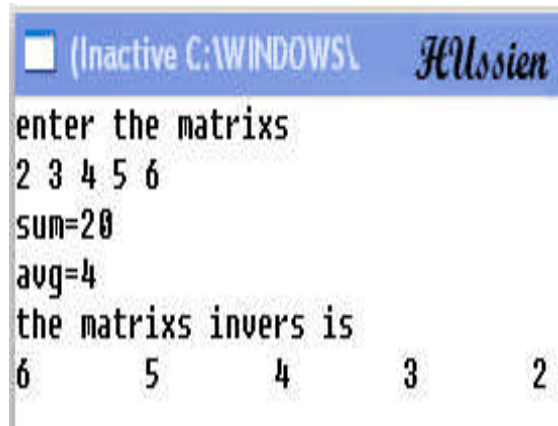 (Inactive C:\WINDOWS\ HUssien
enter the matrixs
2 3 4 5 6
sum=20
avg=4
the matrixs invers is
6 5 4 3 2